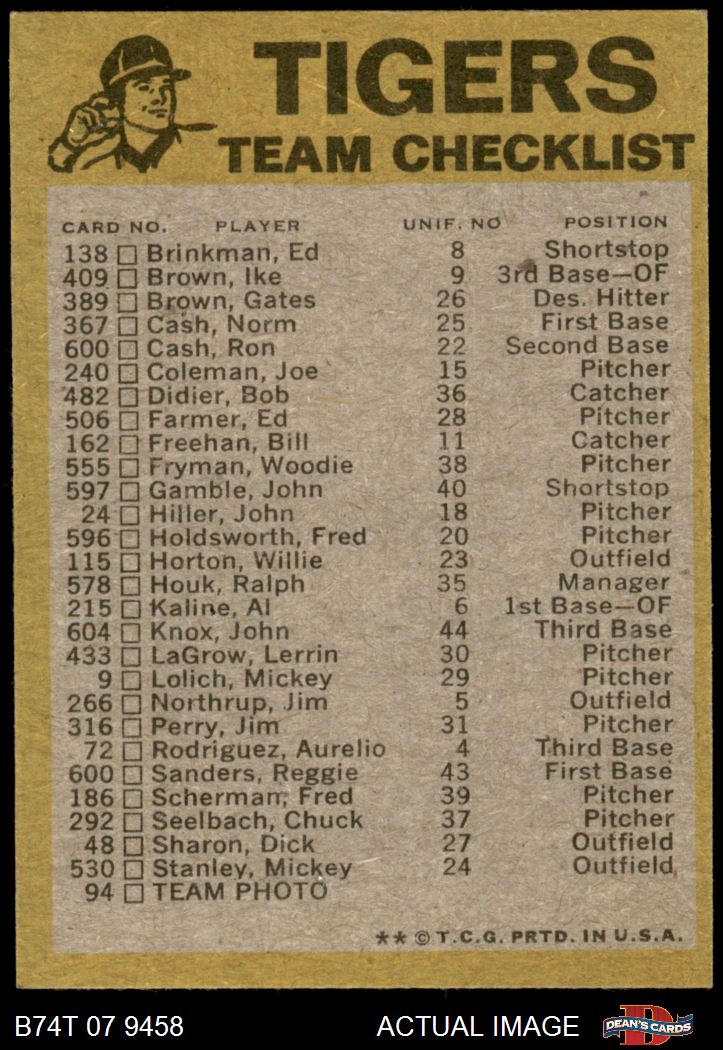 TIGERS
TEAM CHECKLIST
CARD NO. PLAYER UNIF. NO POSITION
138 Brinkman, Ed 8 Shortstop
409 Brown, Ike 9 3rd Base—OF
389 Brown, Gates 26 Des. Hitter
367 Cash, Norm 25 First Base
600 Cash, Ron 22 Second Base
240 Coleman, Joe 15 Pitcher
482 Didier, Bob 36 Catcher
506 Farmer, Ed 28 Pitcher
162 Freehan, Bill 11 Catcher
555 Fryman, Woodie 38 Pitcher
597 Gamble, John 40 Shortstop
24 Hiller, John 18 Pitcher
596 Holdsworth, Fred 20 Pitcher
115 Horton, Willie 23 Outfield
578 Houk, Ralph 35 Manager
215 Kaline, Al 6 1st Base—OF
604 Knox, John 44 Third Base
433 LaGrow, Lerrin 30 Pitcher
9 Lolich, Mickey 29 Pitcher
266 Northrup, Jim 5 Outfield
316 Perry, Jim 31 Pitcher
72 Rodriguez, Aurelio 4 Third Base
600 Sanders, Reggie 43 First Base
186 Scherman, Fred 39 Pitcher
292 Seelbach, Chuck 37 Pitcher
48 Sharon, Dick 27 Outfield
530 Stanley, Mickey 24 Outfield
94 TEAM PHOTO
** © T.C.G. PRTD. IN U.S.A.
B74T 07 9458 ACTUAL IMAGE DEAN'S CARDS